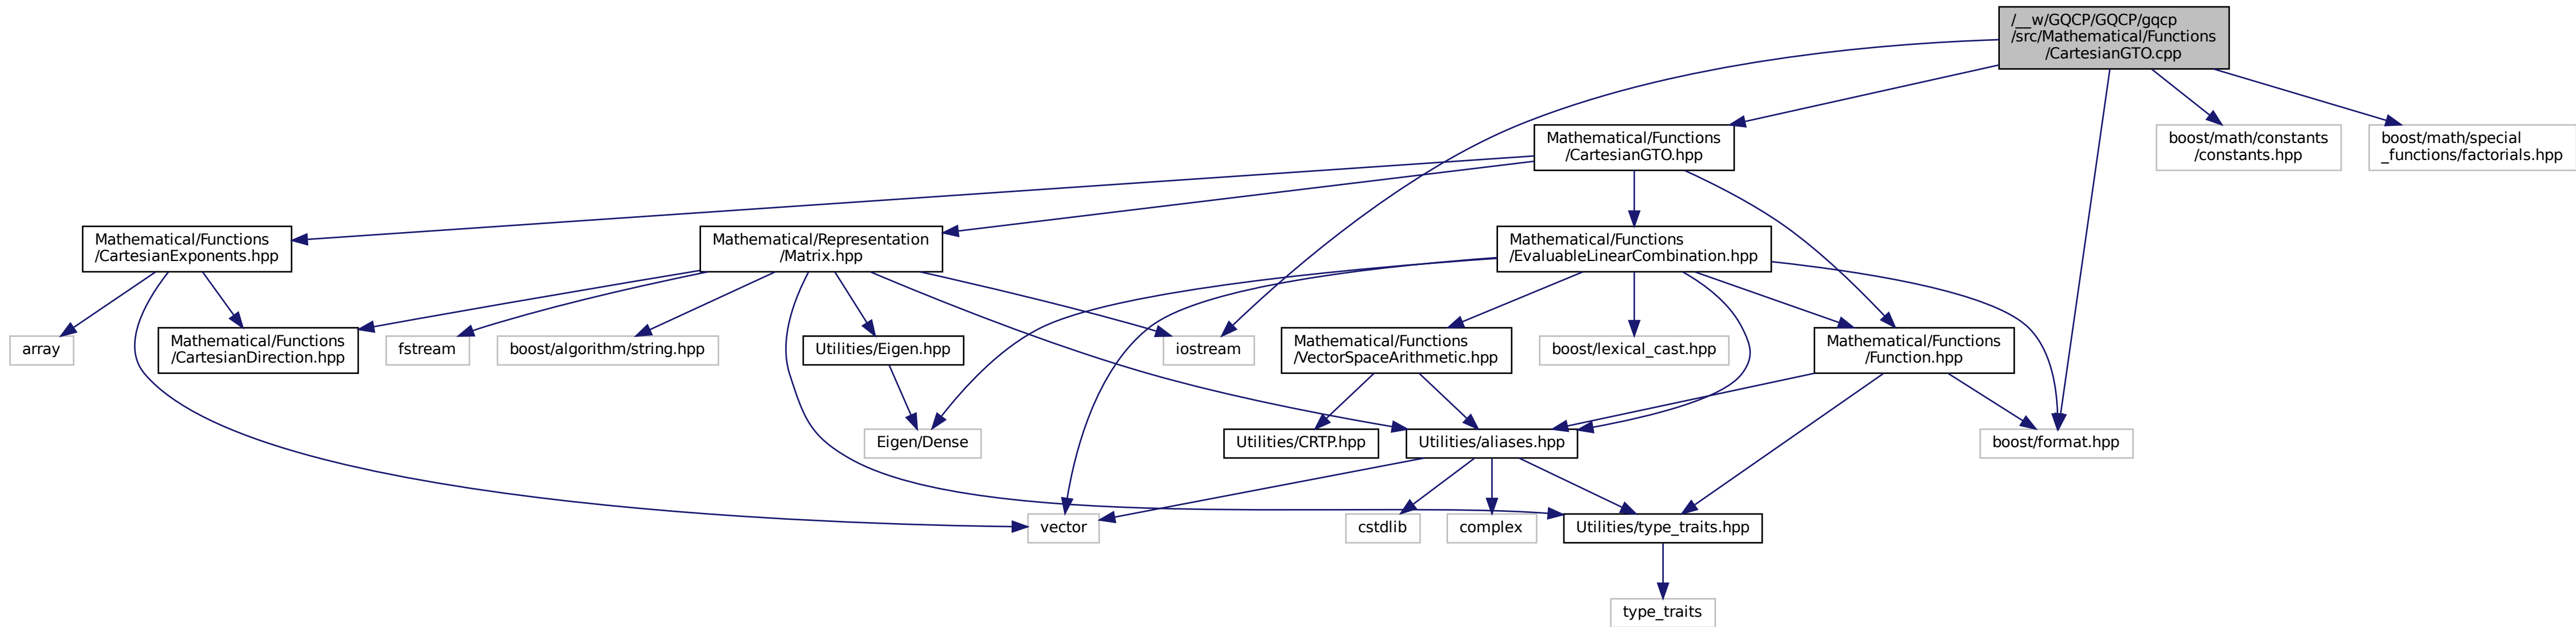 /__w/GQCP/GQCP/gqcp
/src/Mathematical/Functions
/CartesianGTO.cpp
Mathematical/Functions
/CartesianGTO.hpp
boost/math/constants
/constants.hpp
boost/math/special
_functions/factorials.hpp
Mathematical/Functions
/CartesianExponents.hpp
Mathematical/Representation
/Matrix.hpp
Mathematical/Functions
/EvaluableLinearCombination.hpp
array
Mathematical/Functions
/CartesianDirection.hpp
fstream
boost/algorithm/string.hpp
Utilities/Eigen.hpp
iostream
Mathematical/Functions
/VectorSpaceArithmetic.hpp
boost/lexical_cast.hpp
Mathematical/Functions
/Function.hpp
Eigen/Dense
Utilities/CRTP.hpp
Utilities/aliases.hpp
boost/format.hpp
vector
cstdlib
complex
Utilities/type_traits.hpp
type_traits